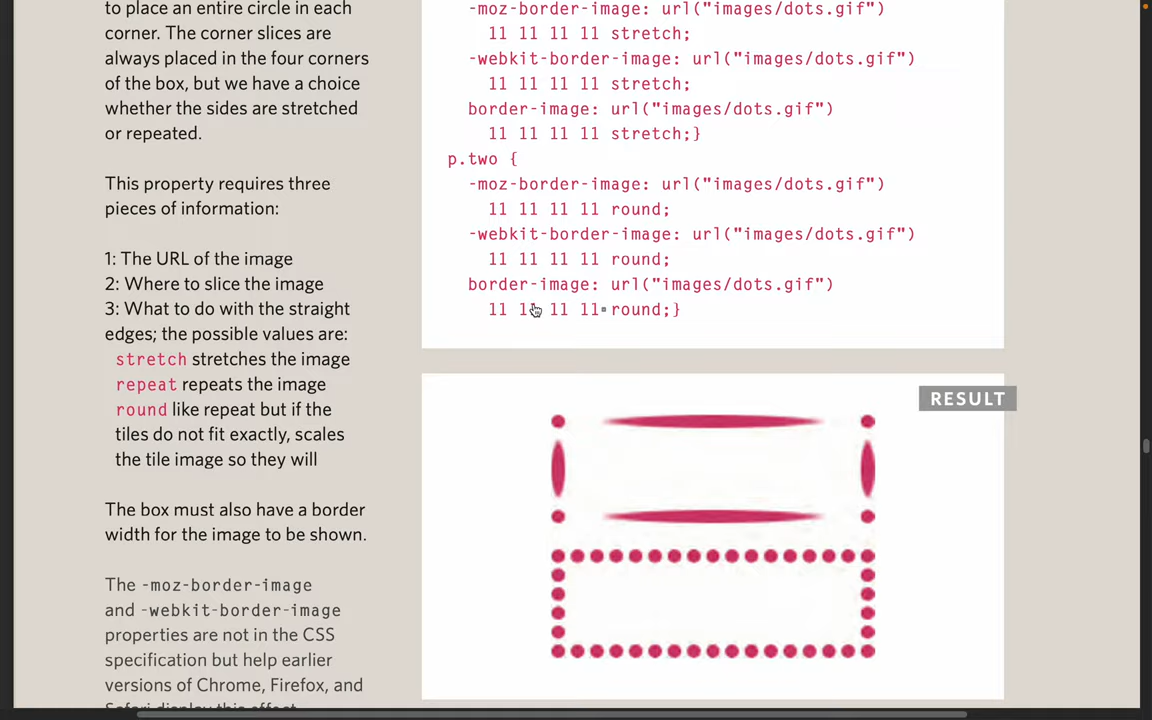 to place an entire circle in each
corner. The corner slices are
always placed in the four corners
of the box, but we have a choice
whether the sides are stretched
or repeated.
This property requires three
pieces of information:
1: The URL of the image
2: Where to slice the image
3: What to do with the straight
edges; the possible values are:
stretch stretches the image
repeat repeats the image
round like repeat but if the
tiles do not fit exactly, scales
the tile image so they will
The box must also have a border
width for the image to be shown.
The -moz-border-image
and -webkit-border-image
properties are not in the CSS
specification but help earlier
versions of Chrome, Firefox, and
Safari display this effect.
-moz-border-image: url("images/dots.gif")
11 11 11 11 stretch;
-webkit-border-image: url("images/dots.gif")
11 11 11 11 stretch;
border-image: url("images/dots.gif")
11 11 11 11 stretch;}
p.two {
-moz-border-image: url("images/dots.gif")
11 11 11 11 round;
-webkit-border-image: url("images/dots.gif")
11 11 11 11 round;
border-image: url("images/dots.gif")
11 11 11 11 round;}
RESULT